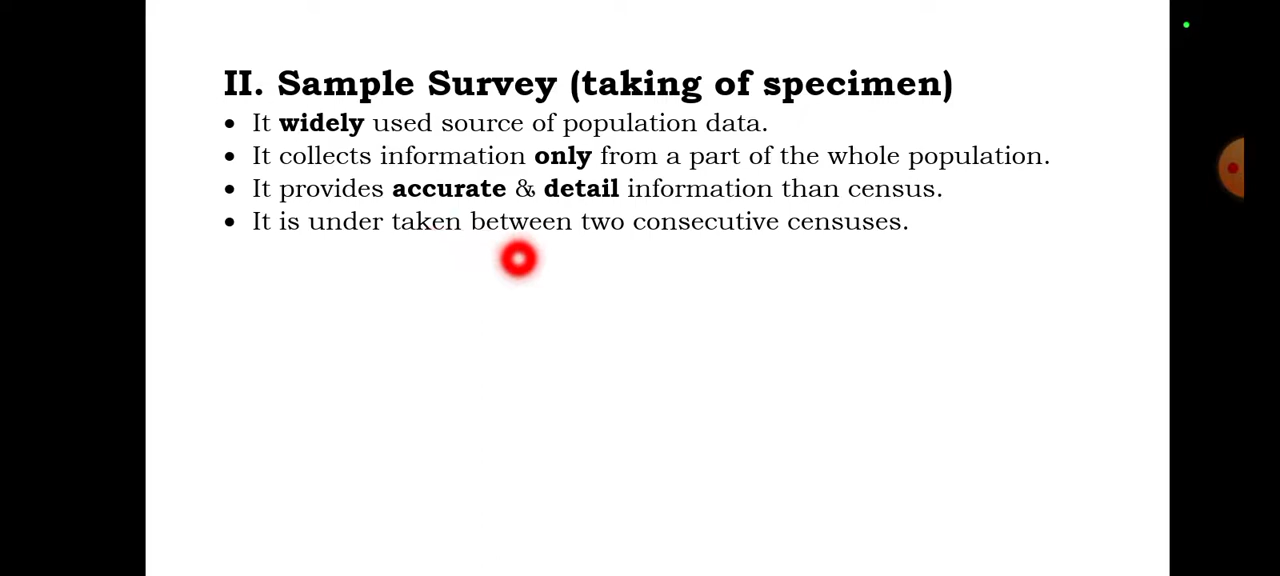 II. Sample Survey (taking of specimen)
• It widely used source of population data.
• It collects information only from a part of the whole population.
• It provides accurate & detail information than census.
• It is under taken between two consecutive censuses.